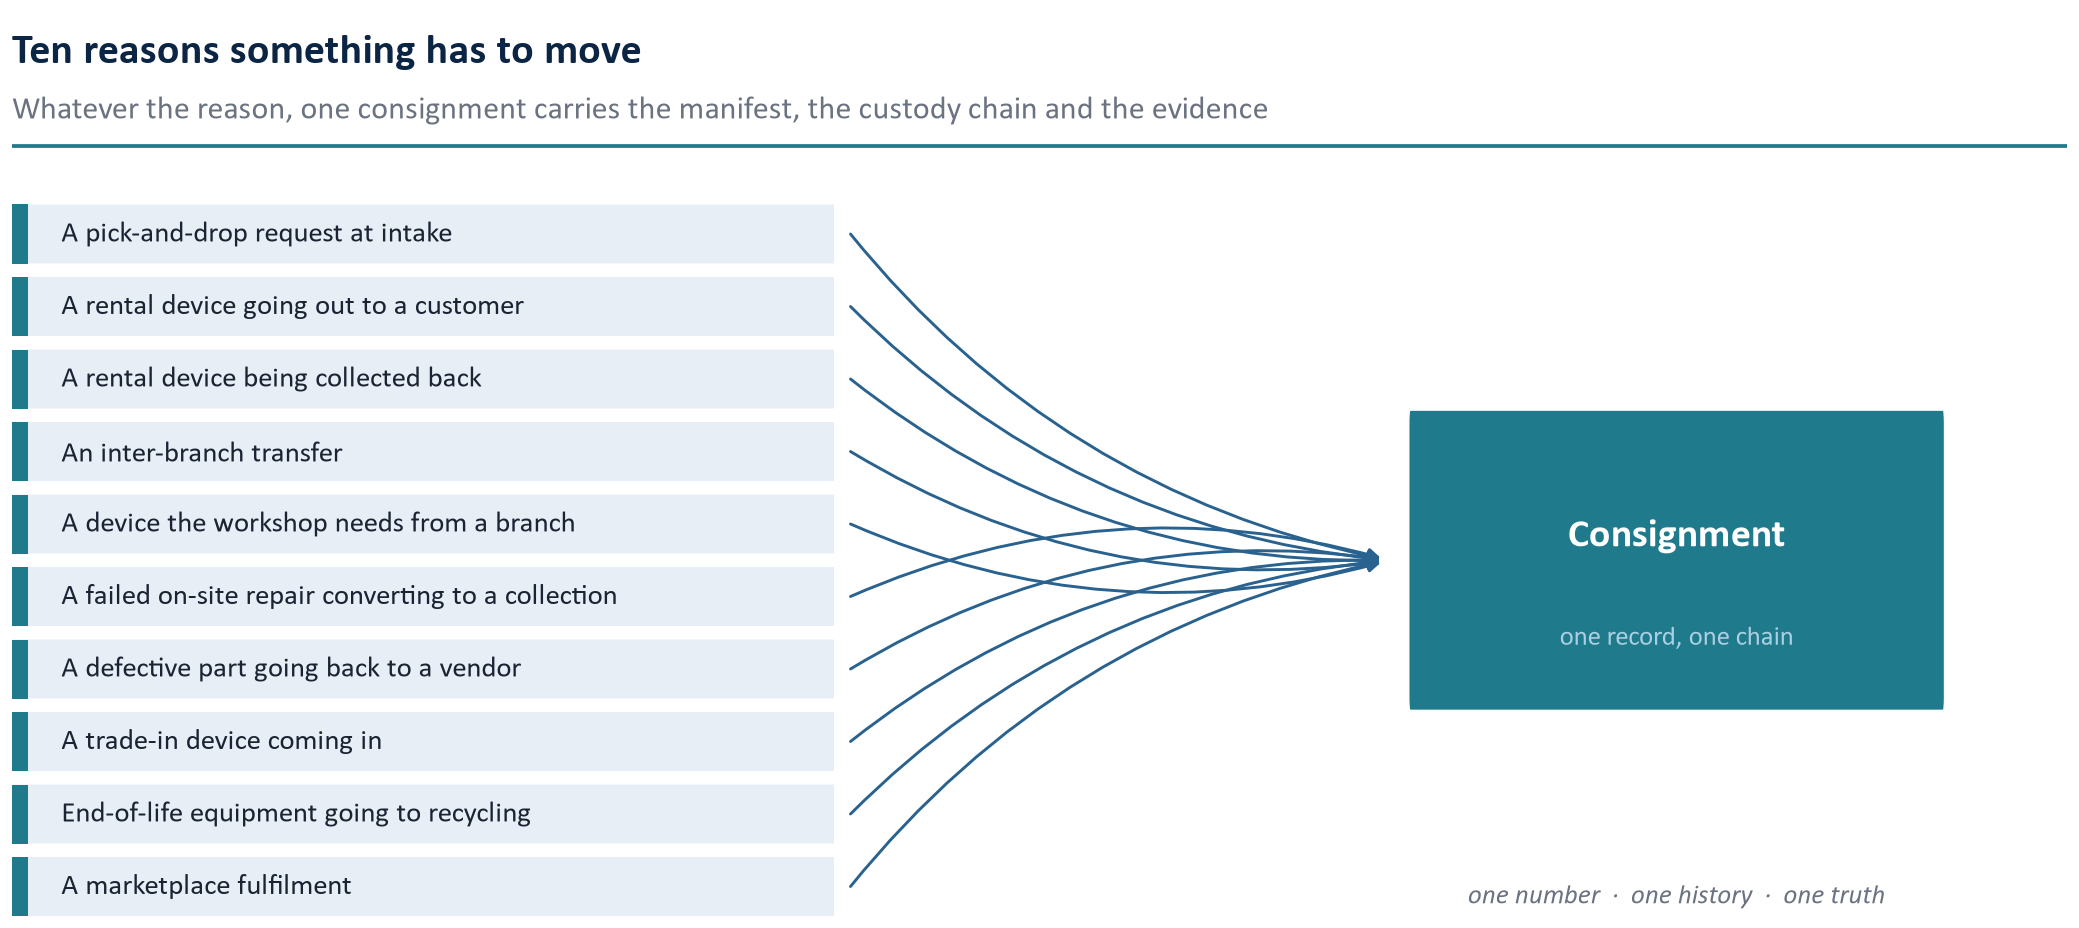 Ten reasons something has to move
Whatever the reason, one consignment carries the manifest, the custody chain and the evidence
A pick-and-drop request at intake
A rental device going out to a customer
A rental device being collected back
An inter-branch transfer
A device the workshop needs from a branch
A failed on-site repair converting to a collection
A defective part going back to a vendor
A trade-in device coming in
End-of-life equipment going to recycling
A marketplace fulfilment
Consignment
one record, one chain
one number · one history · one truth